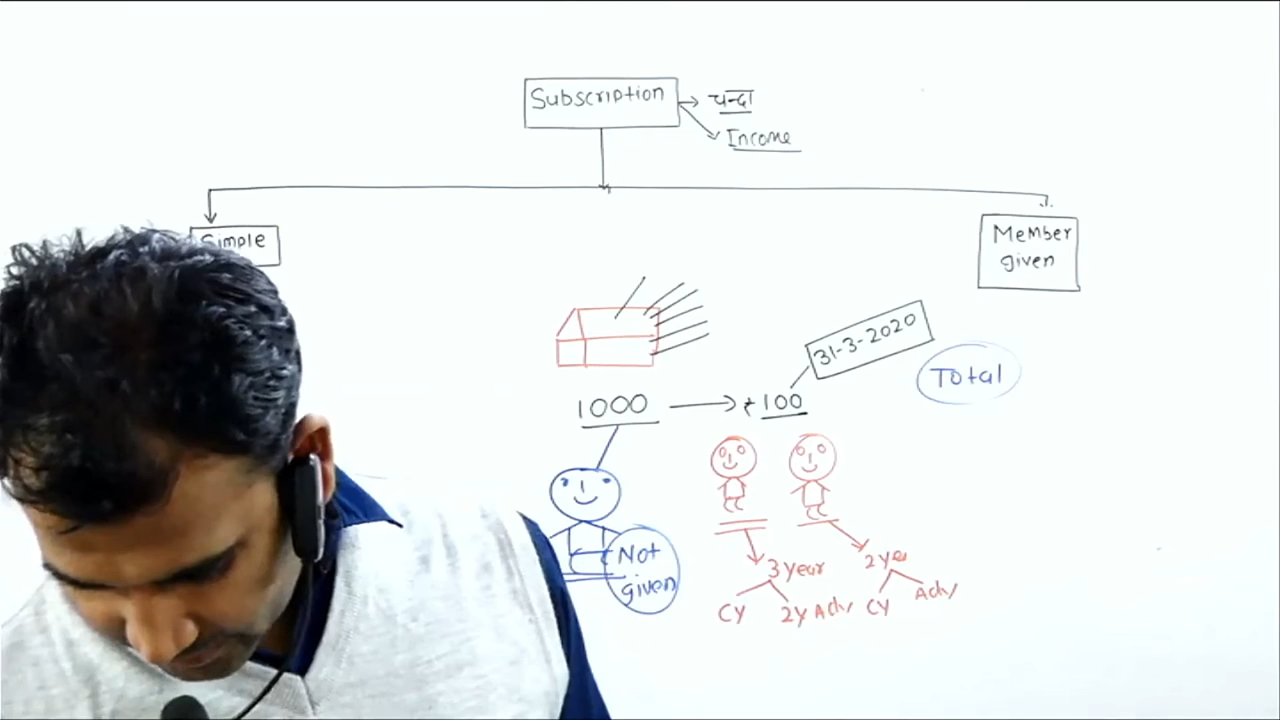 Subscription
चन्दा
Income
Simple
Member
given
31-3-2020
Total
1000
₹100
Not
given
3 year
CY
2Y Adv
2 ye
CY
Adv